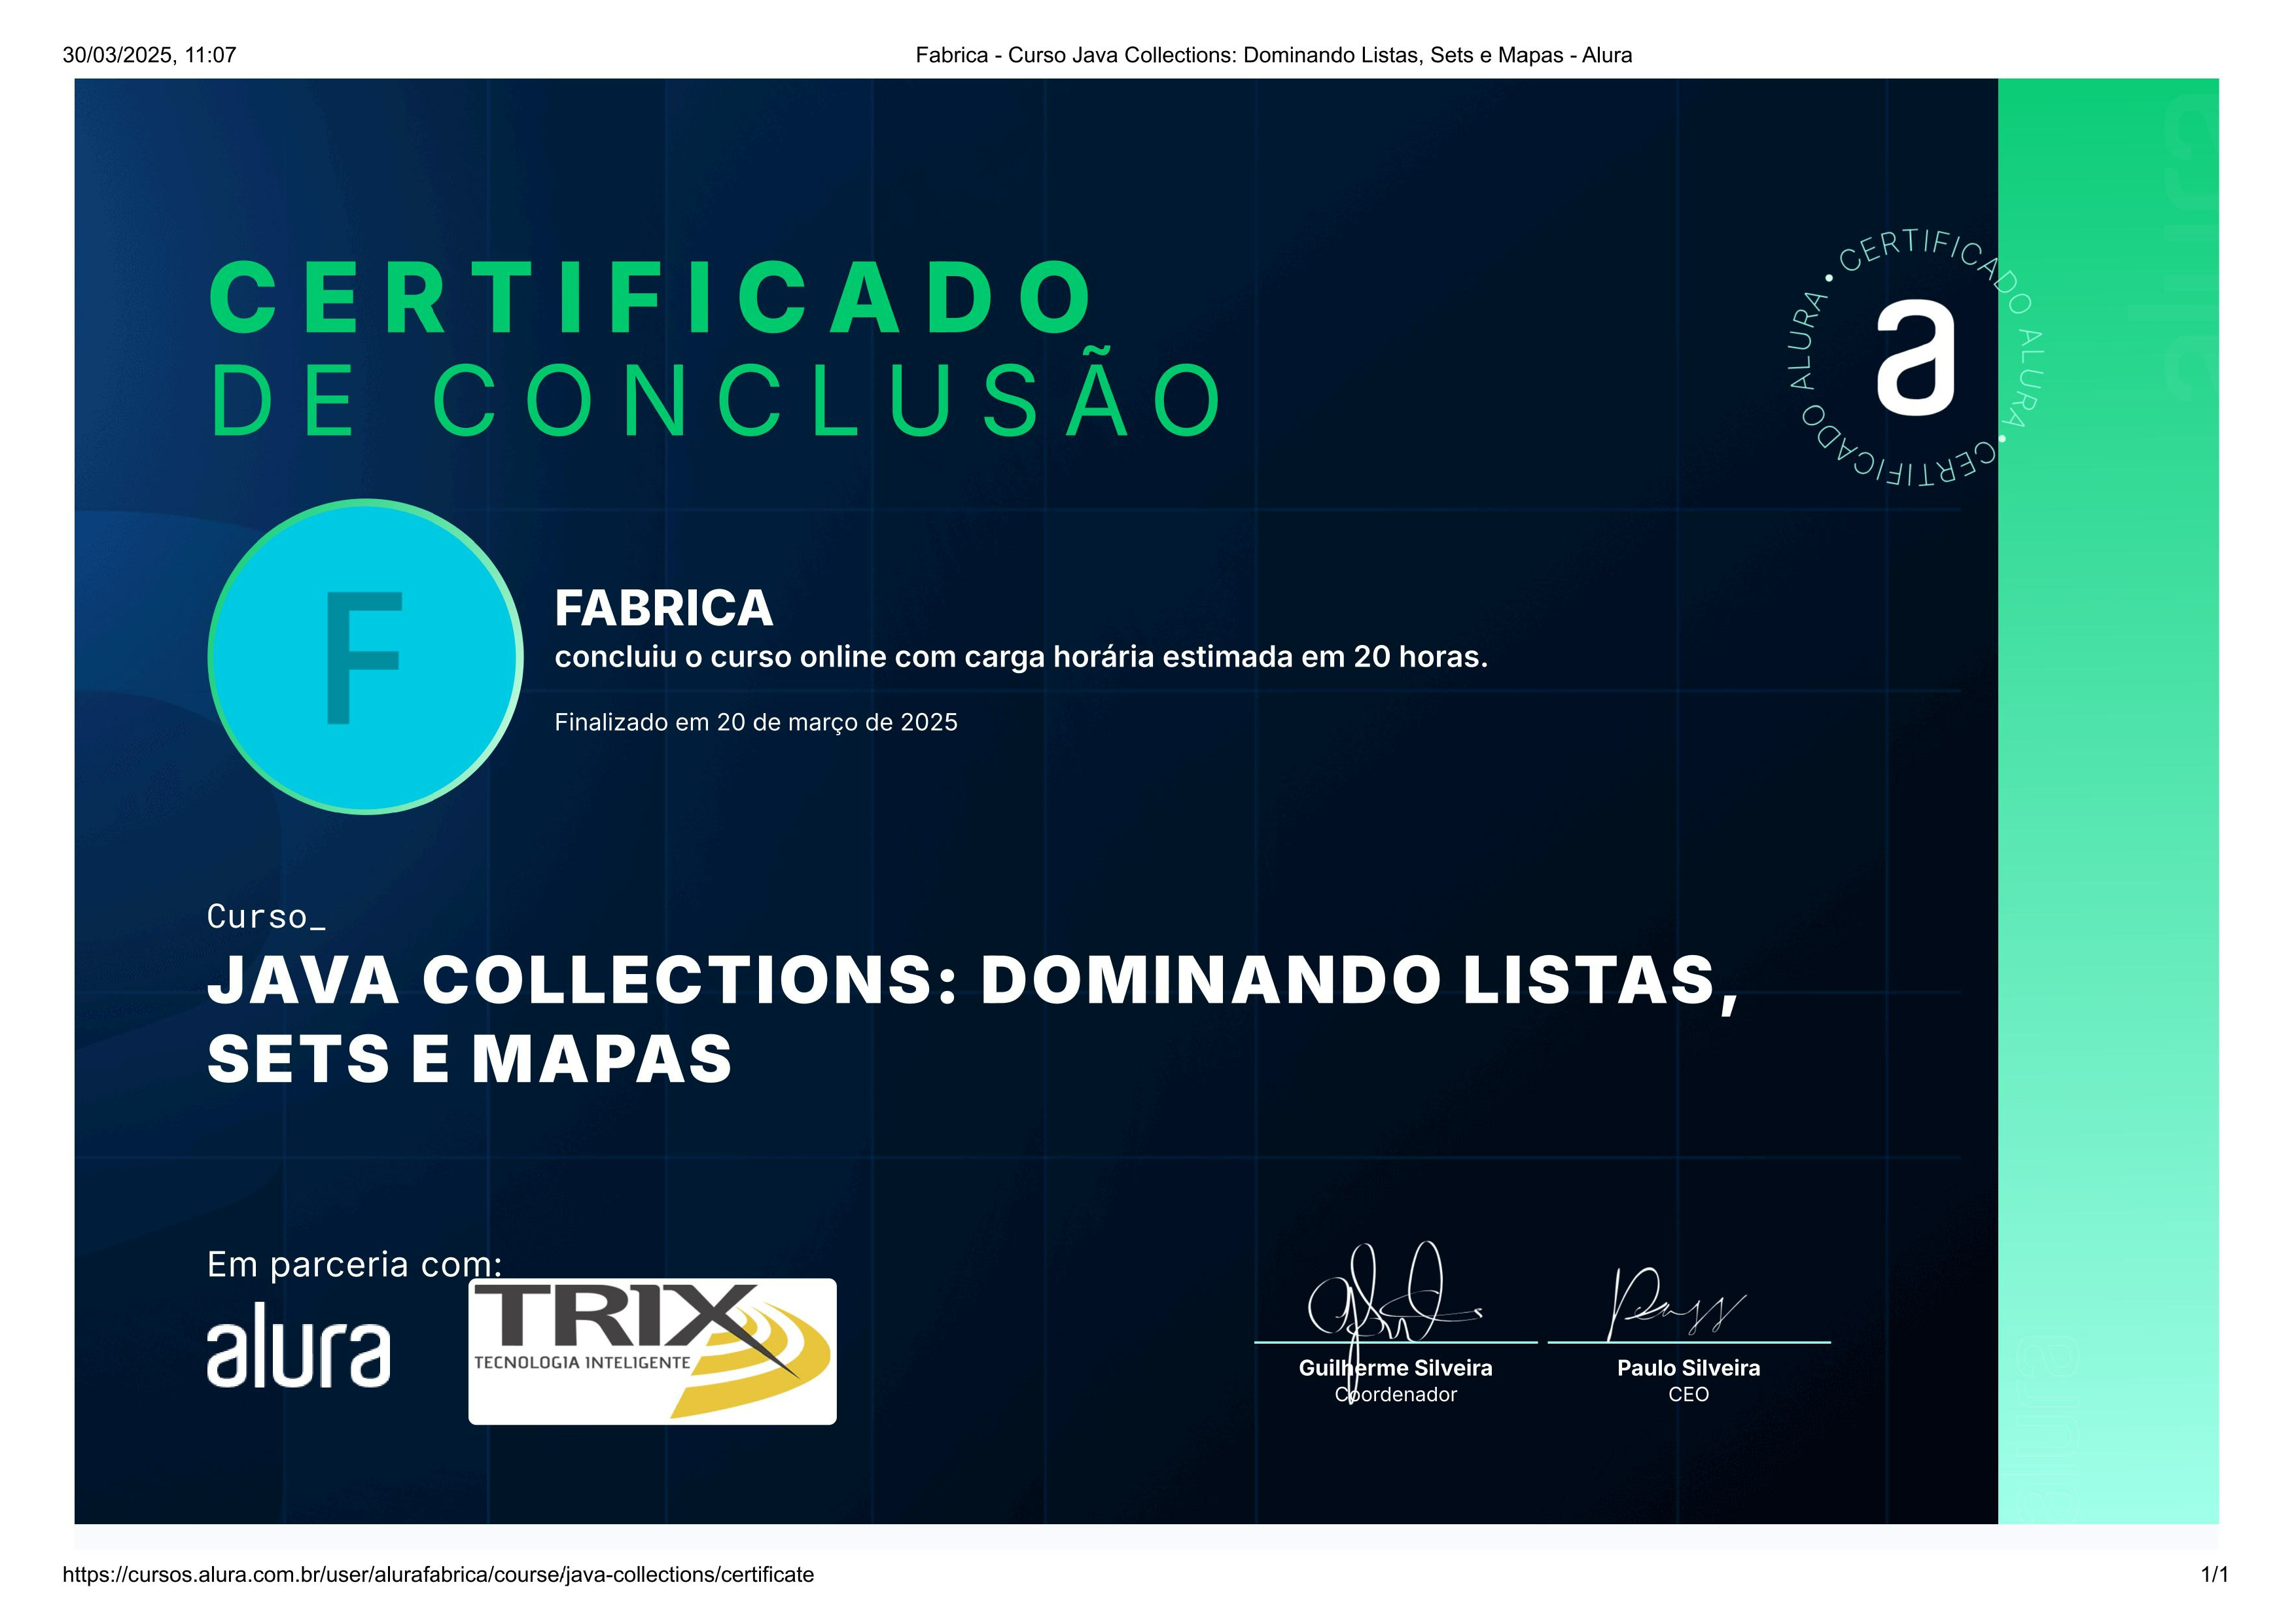 30/03/2025, 11:07
Fabrica - Curso Java Collections: Dominando Listas, Sets e Mapas - Alura
CERTIFICADO
DE CONCLUSÃO
CERTIFICADO ALURA • CERTIFICADO ALURA •
a
F
FABRICA
concluiu o curso online com carga horária estimada em 20 horas.
Finalizado em 20 de março de 2025
Curso_
JAVA COLLECTIONS: DOMINANDO LISTAS,
SETS E MAPAS
Em parceria com:
alura
TRIX
TECNOLOGIA INTELIGENTE
Guilherme Silveira
Coordenador
Paulo Silveira
CEO
alura
https://cursos.alura.com.br/user/alurafabrica/course/java-collections/certificate
1/1